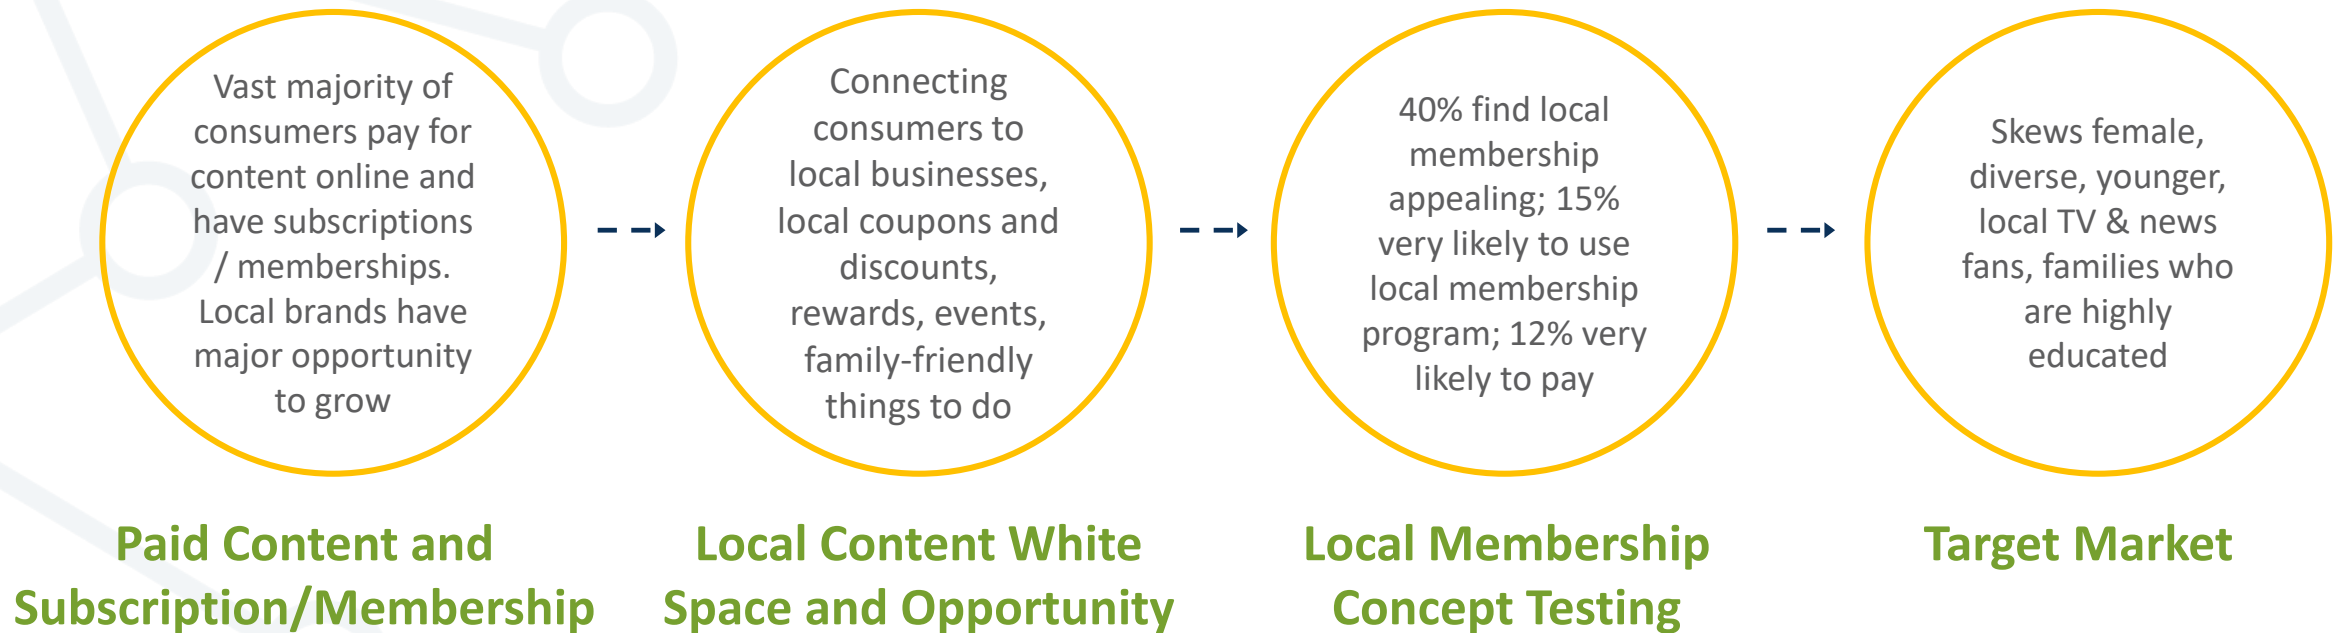 Vast majority of
consumers pay for
content online and
have subscriptions
/ memberships.
Local brands have
major opportunity
to grow
Paid Content and
Subscription/Membership
Connecting
consumers to
local businesses,
local coupons and
discounts,
rewards, events,
family-friendly
things to do
Local Content White
Space and Opportunity
40% find local
membership
appealing; 15%
very likely to use
local membership
program; 12% very
likely to pay
Local Membership
Concept Testing
Skews female,
diverse, younger,
local TV & news
fans, families who
are highly
educated
Target Market